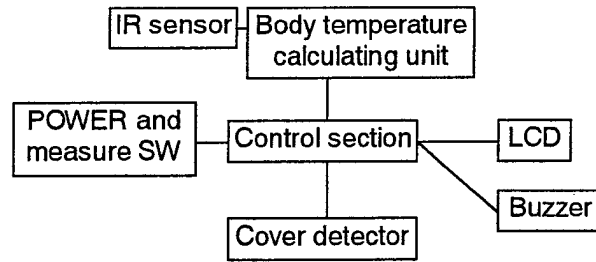 IR sensor
Body temperature
calculating unit
POWER and
measure SW
Control section
LCD
Buzzer
Cover detector